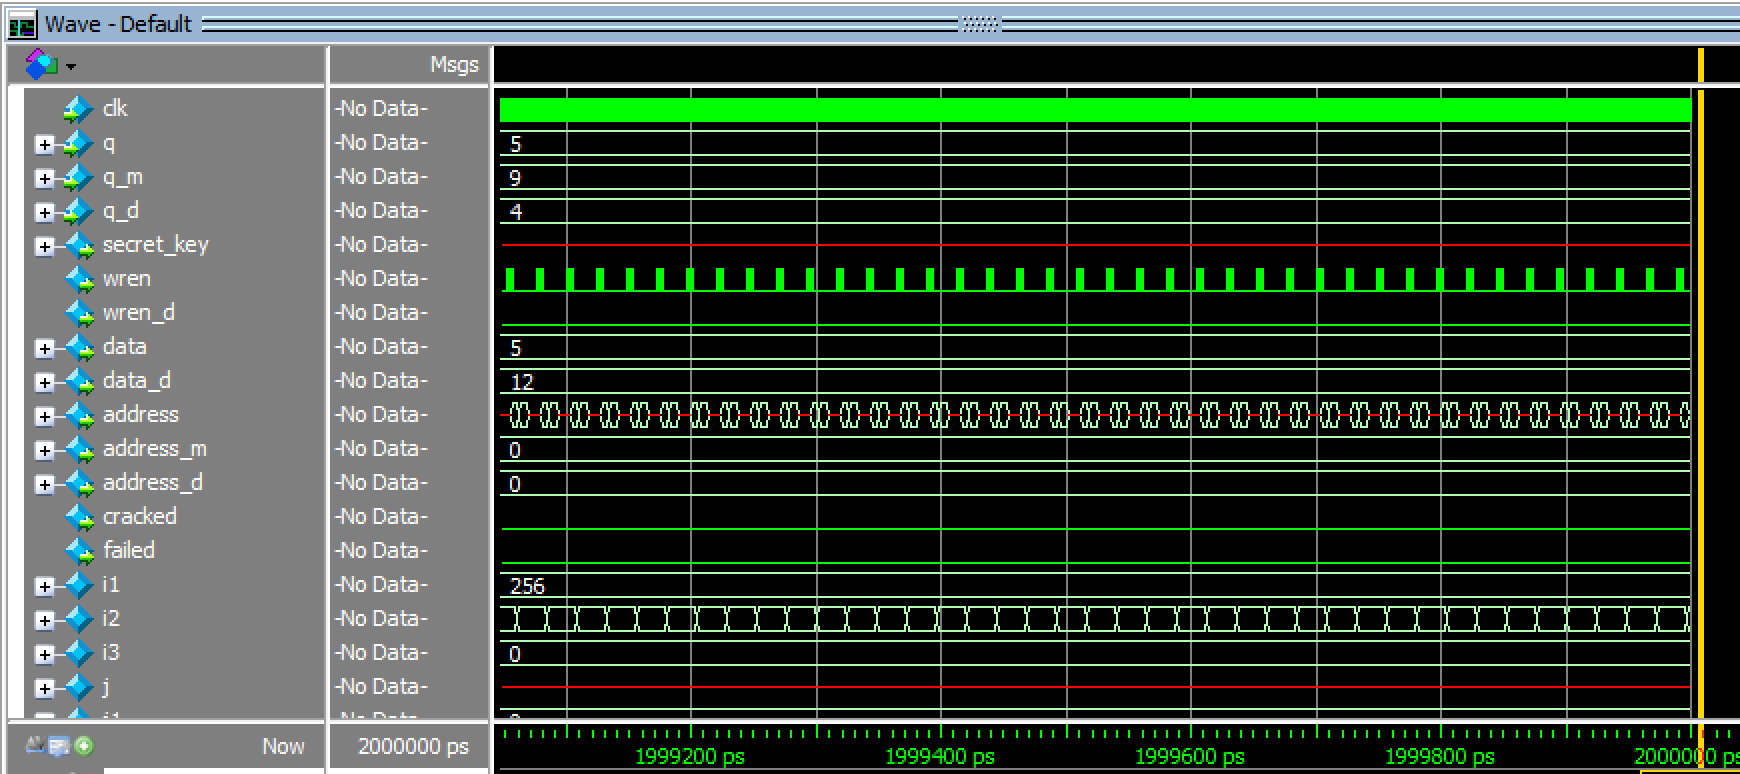 Wave - Default
Msgs
clk -No Data-
q -No Data- 5
q_m -No Data- 9
q_d -No Data- 4
secret_key -No Data-
wren -No Data-
wren_d -No Data-
data -No Data- 5
data_d -No Data- 12
address -No Data-
address_m -No Data- 0
address_d -No Data- 0
cracked -No Data-
failed -No Data-
i1 -No Data- 256
i2 -No Data-
i3 -No Data- 0
j -No Data-
Now 2000000 ps 1999200 ps 1999400 ps 1999600 ps 1999800 ps 2000000 ps